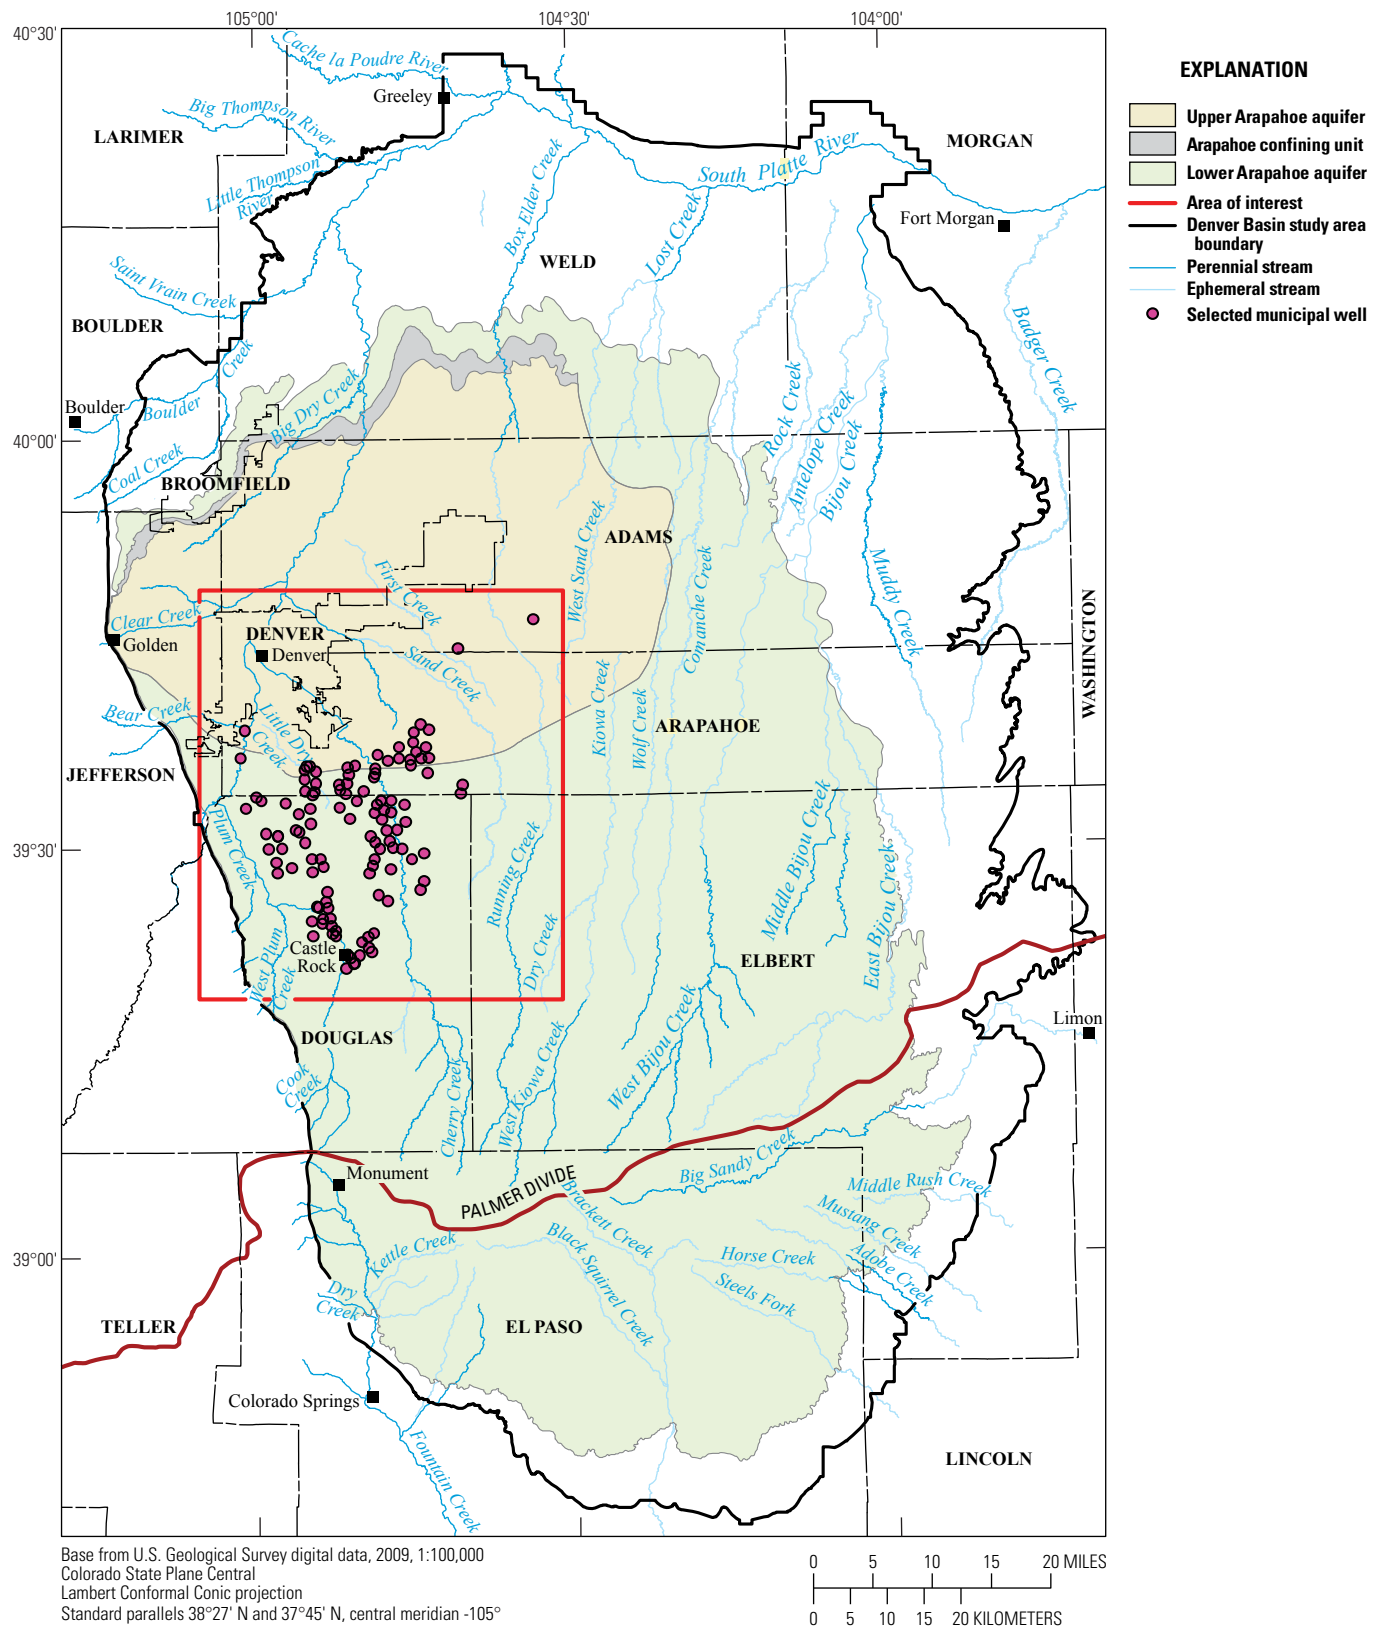 105°00'
104°30'
104°00'
40°30'
Cache la Poudre River
Greeley
Big Thompson River
LARIMER
MORGAN
South Platte River
Little Thompson
River
Box Elder Creek
Lost Creek
Fort Morgan
WELD
Saint Vrain Creek
BOULDER
Badger Creek
Creek
Boulder
Boulder
Big Dry Creek
Rock Creek
Antelope Creek
Bijou Creek
40°00'
Coal Creek
BROOMFIELD
West Sand Creek
ADAMS
Comanche Creek
Muddy Creek
First Creek
Clear Creek
DENVER
Golden
Denver
WASHINGTON
Sand Creek
Bear Creek
Little Dry
Creek
Kiowa Creek
Wolf Creek
ARAPAHOE
JEFFERSON
Plum Creek
39°30'
Running Creek
Middle Bijou Creek
East Bijou Creek
Castle
Rock
West Plum
Creek
Dry Creek
ELBERT
Limon
DOUGLAS
West Bijou Creek
Cook
Creek
Cherry Creek
West Kiowa Creek
Big Sandy Creek
Monument
PALMER DIVIDE
Middle Rush Creek
Brackett Creek
Mustang Creek
39°00'
Kettle Creek
Black Squirrel Creek
Horse Creek
Adobe Creek
Steels Fork
Dry
Creek
TELLER
EL PASO
Colorado Springs
Fountain Creek
LINCOLN
EXPLANATION
Upper Arapahoe aquifer
Arapahoe confining unit
Lower Arapahoe aquifer
Area of interest
Denver Basin study area
boundary
Perennial stream
Ephemeral stream
Selected municipal well
Base from U.S. Geological Survey digital data, 2009, 1:100,000
Colorado State Plane Central
Lambert Conformal Conic projection
Standard parallels 38°27' N and 37°45' N, central meridian -105°
0 5 10 15 20 MILES
0 5 10 15 20 KILOMETERS